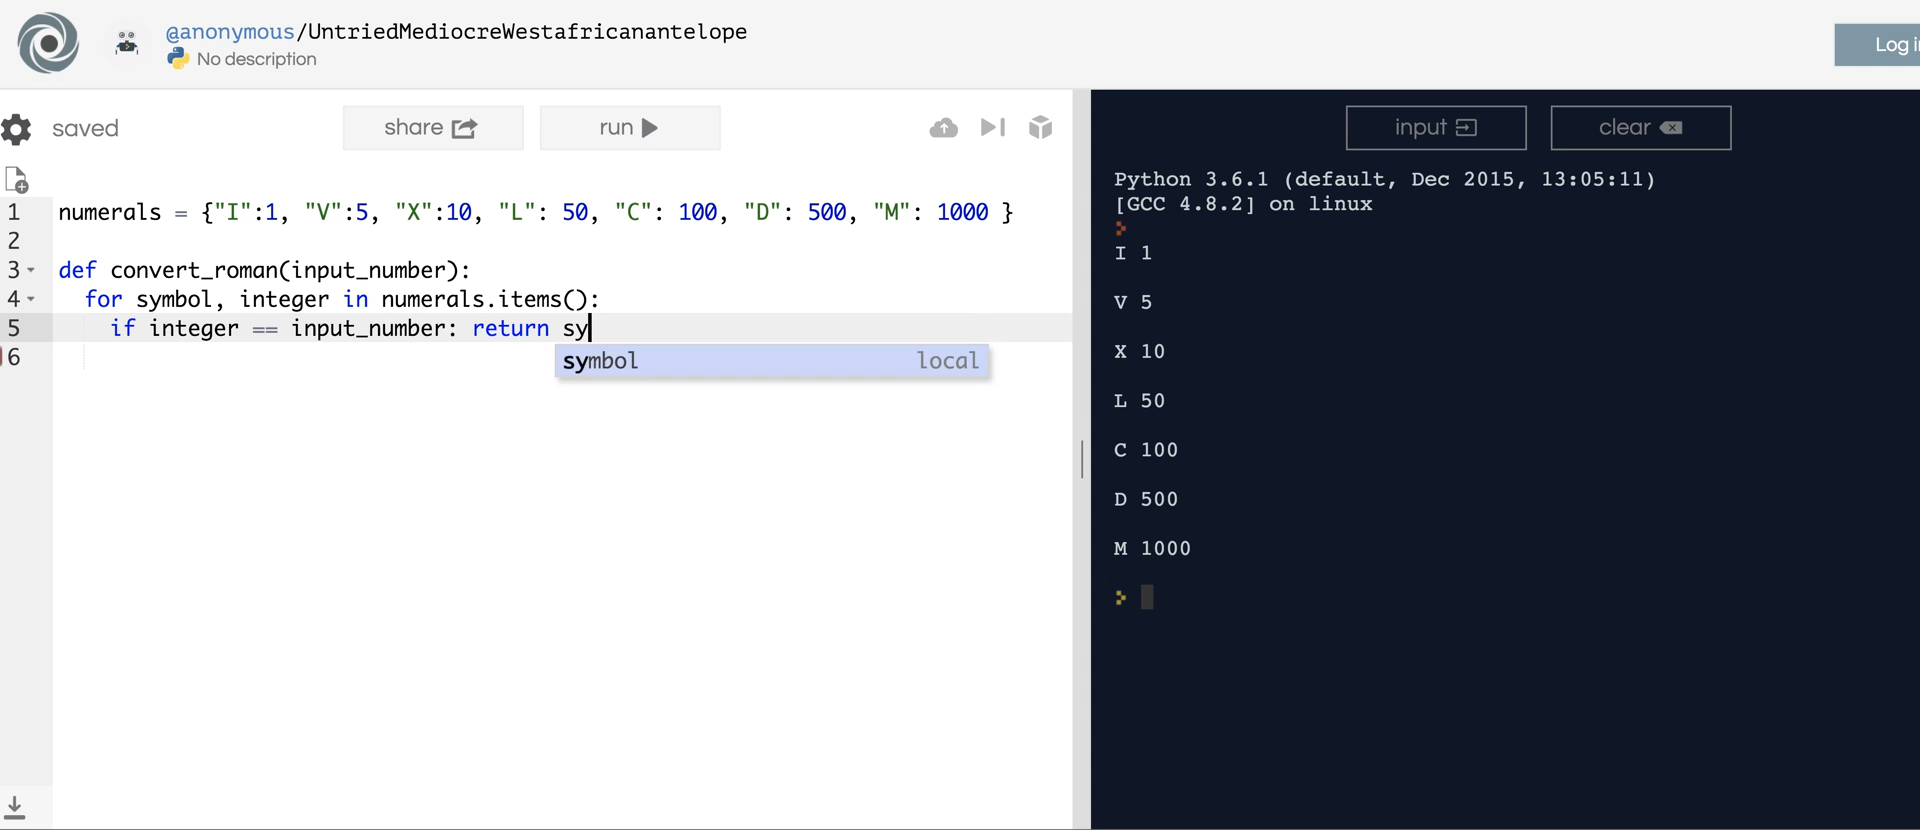 @anonymous/UntriedMediocreWestafricanantelope
No description
saved
share
run
1 numerals = {"I":1, "V":5, "X":10, "L": 50, "C": 100, "D": 500, "M": 1000 }
2
3 def convert_roman(input_number):
4 for symbol, integer in numerals.items():
5 if integer == input_number: return sy
symbol local
6
Log
input
clear
Python 3.6.1 (default, Dec 2015, 13:05:11)
[GCC 4.8.2] on linux
I 1
V 5
X 10
L 50
C 100
D 500
M 1000